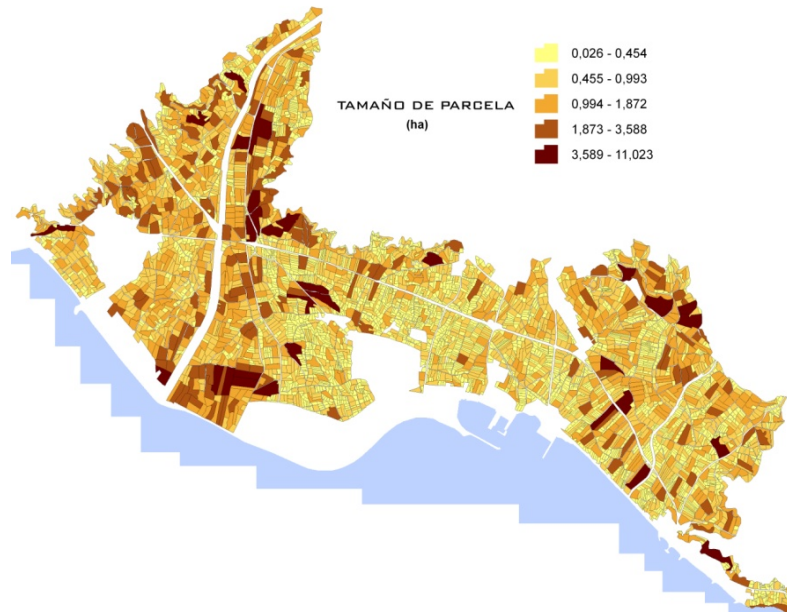 TAMAÑO DE PARCELA
(ha)
0,026 - 0,454
0,455 - 0,993
0,994 - 1,872
1,873 - 3,588
3,589 - 11,023